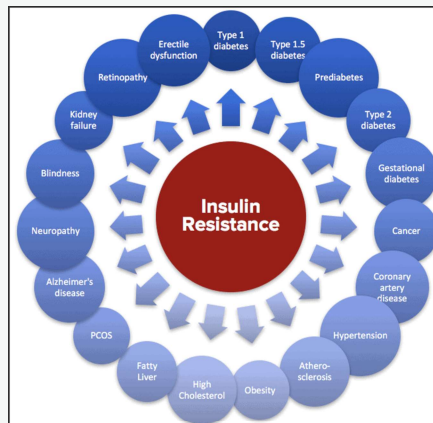 Insulin
Resistance
Type 1
diabetes
Type 1.5
diabetes
Prediabetes
Type 2
diabetes
Gestational
diabetes
Cancer
Coronary
artery
disease
Hypertension
Athero-
sclerosis
Obesity
High
Cholesterol
Fatty
Liver
PCOS
Alzheimer's
disease
Neuropathy
Blindness
Kidney
failure
Retinopathy
Erectile
dysfunction